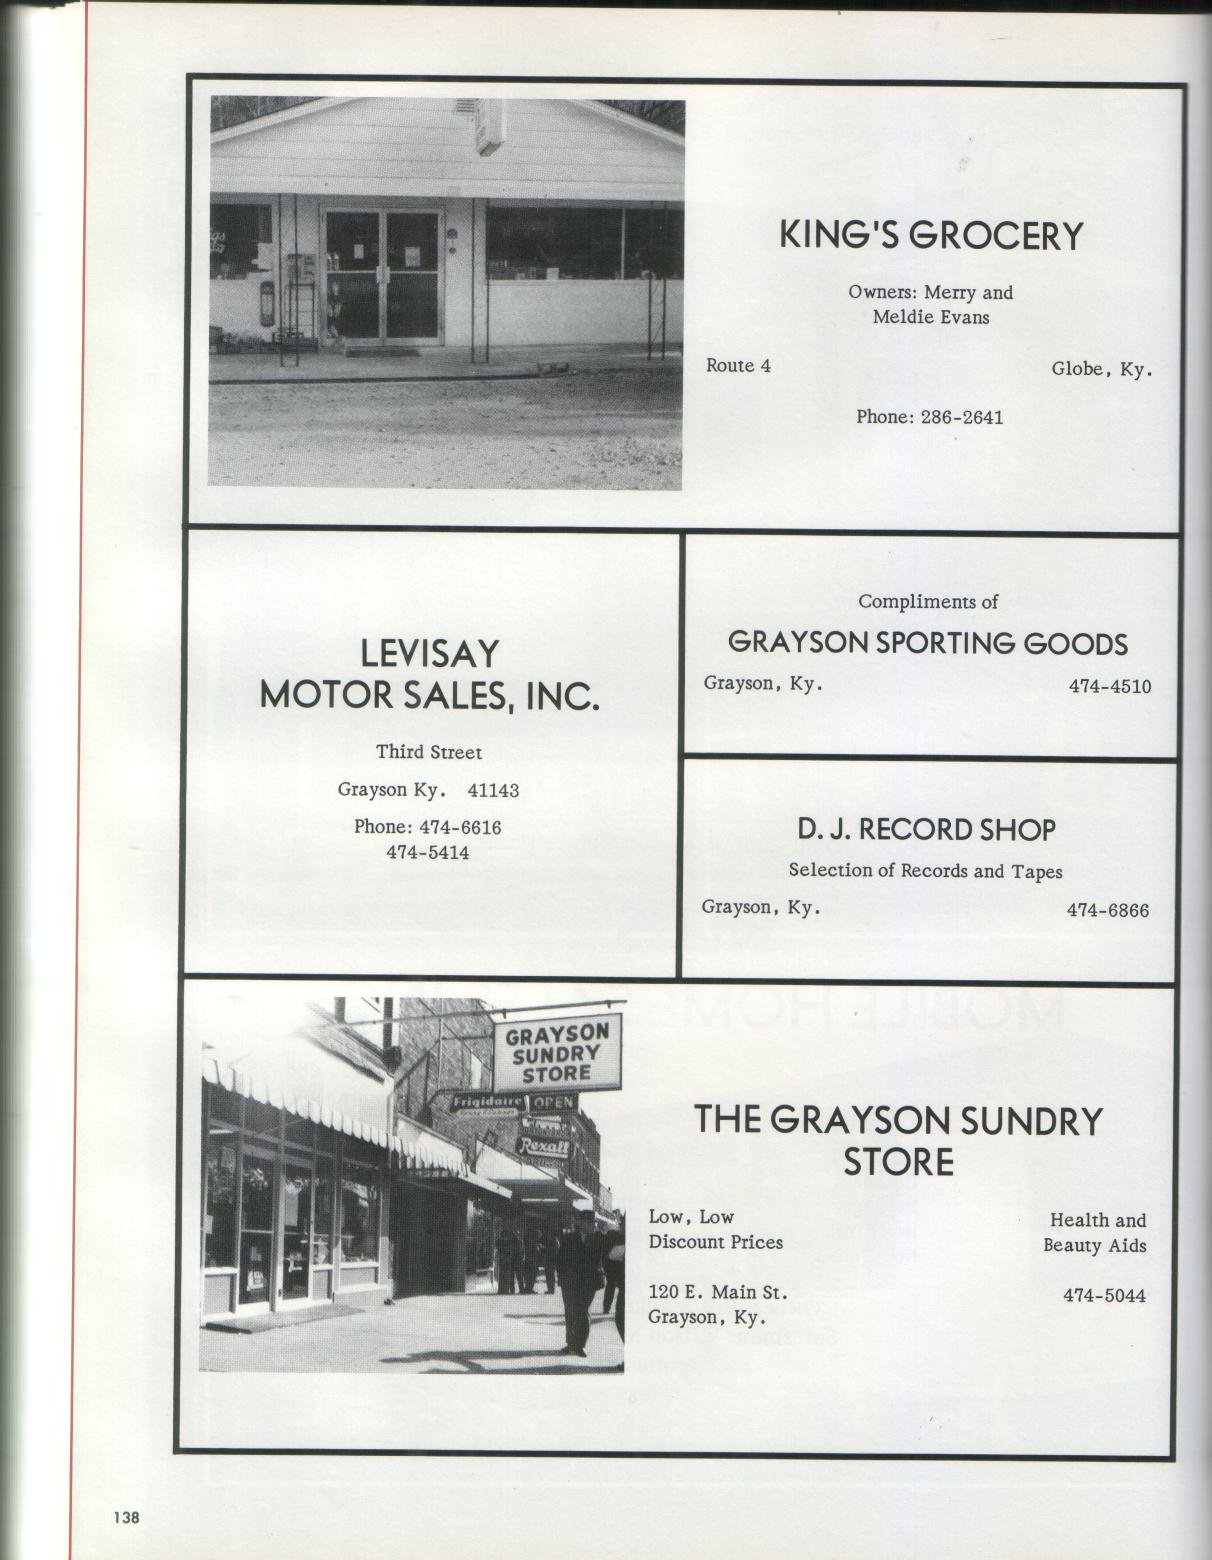 KING'S GROCERY
Owners: Merry and
Meldie Evans
Route 4
Globe, Ky.
Phone: 286-2641
LEVISAY
MOTOR SALES, INC.
Third Street
Grayson Ky. 41143
Phone: 474-6616
474-5414
Compliments of
GRAYSON SPORTING GOODS
Grayson, Ky.
474-4510
D. J. RECORD SHOP
Selection of Records and Tapes
Grayson, Ky.
474-6866
GRAYSON
SUNDRY
STORE
Frigidaire
OPEN
Rexall
THE GRAYSON SUNDRY
STORE
Low, Low
Discount Prices
Health and
Beauty Aids
120 E. Main St.
Grayson, Ky.
474-5044
138